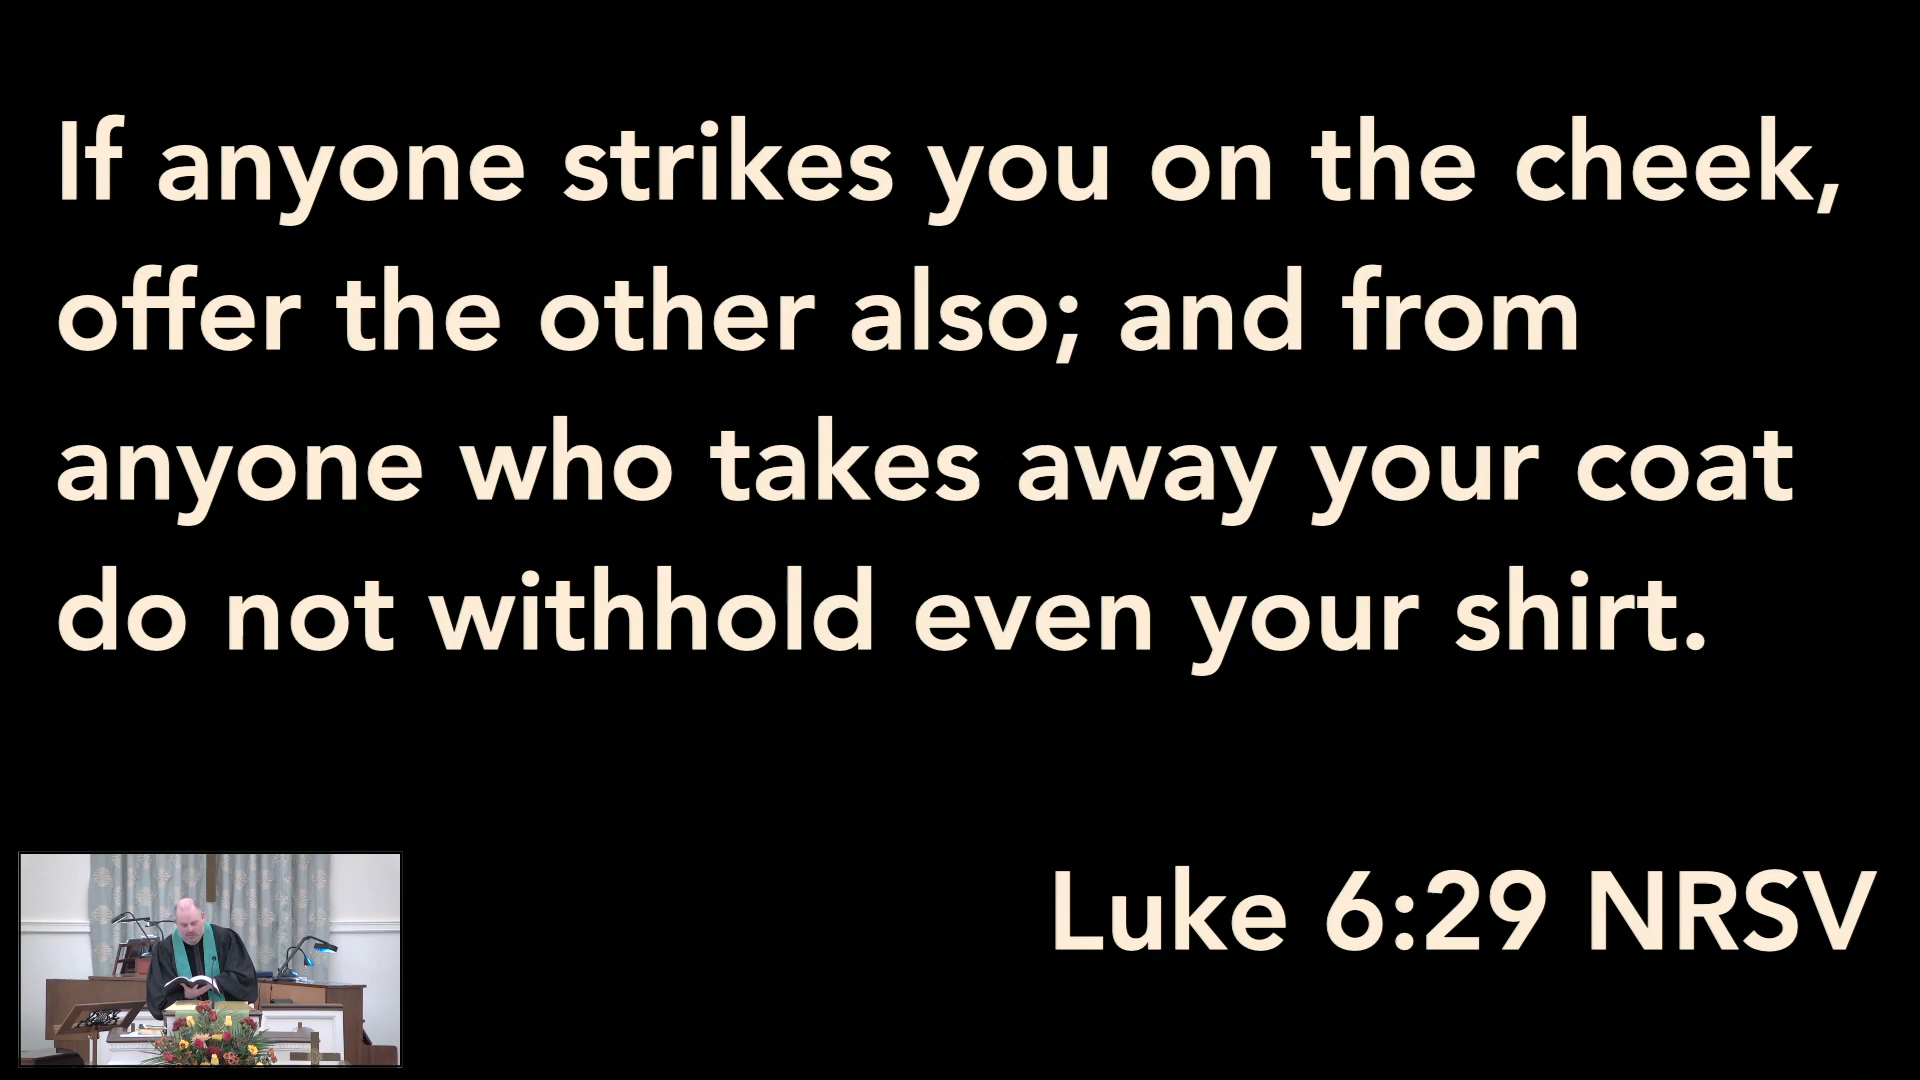 If anyone strikes you on the cheek,
offer the other also; and from
anyone who takes away your coat
do not withhold even your shirt.
Luke 6:29 NRSV